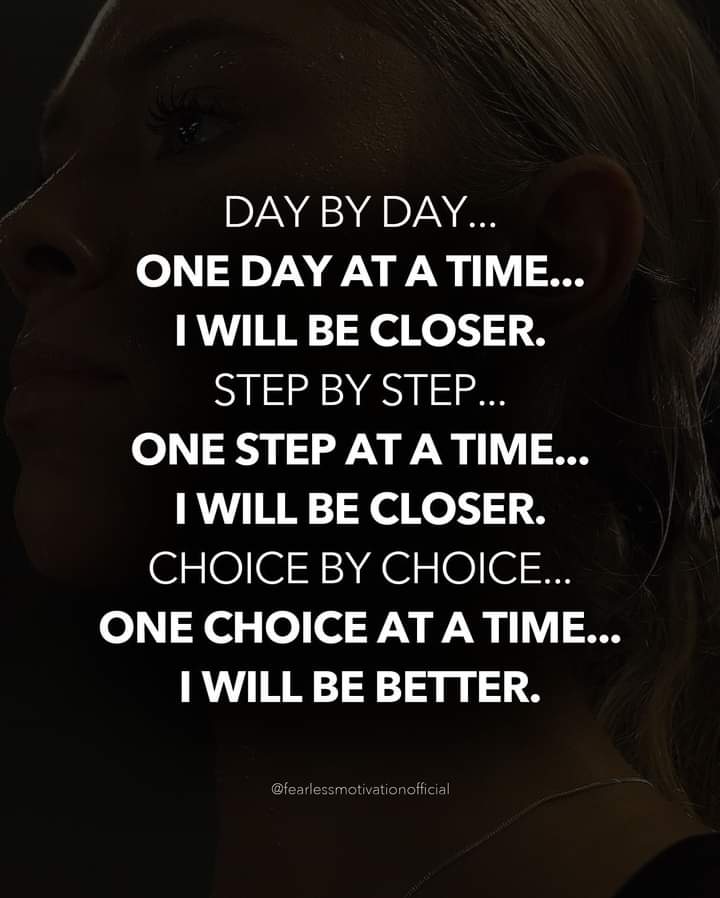 DAY BY DAY...
ONE DAY AT A TIME...
I WILL BE CLOSER.
STEP BY STEP...
ONE STEP AT A TIME...
I WILL BE CLOSER.
CHOICE BY CHOICE...
ONE CHOICE AT A TIME...
I WILL BE BETTER.
@fearlessmotivationofficial